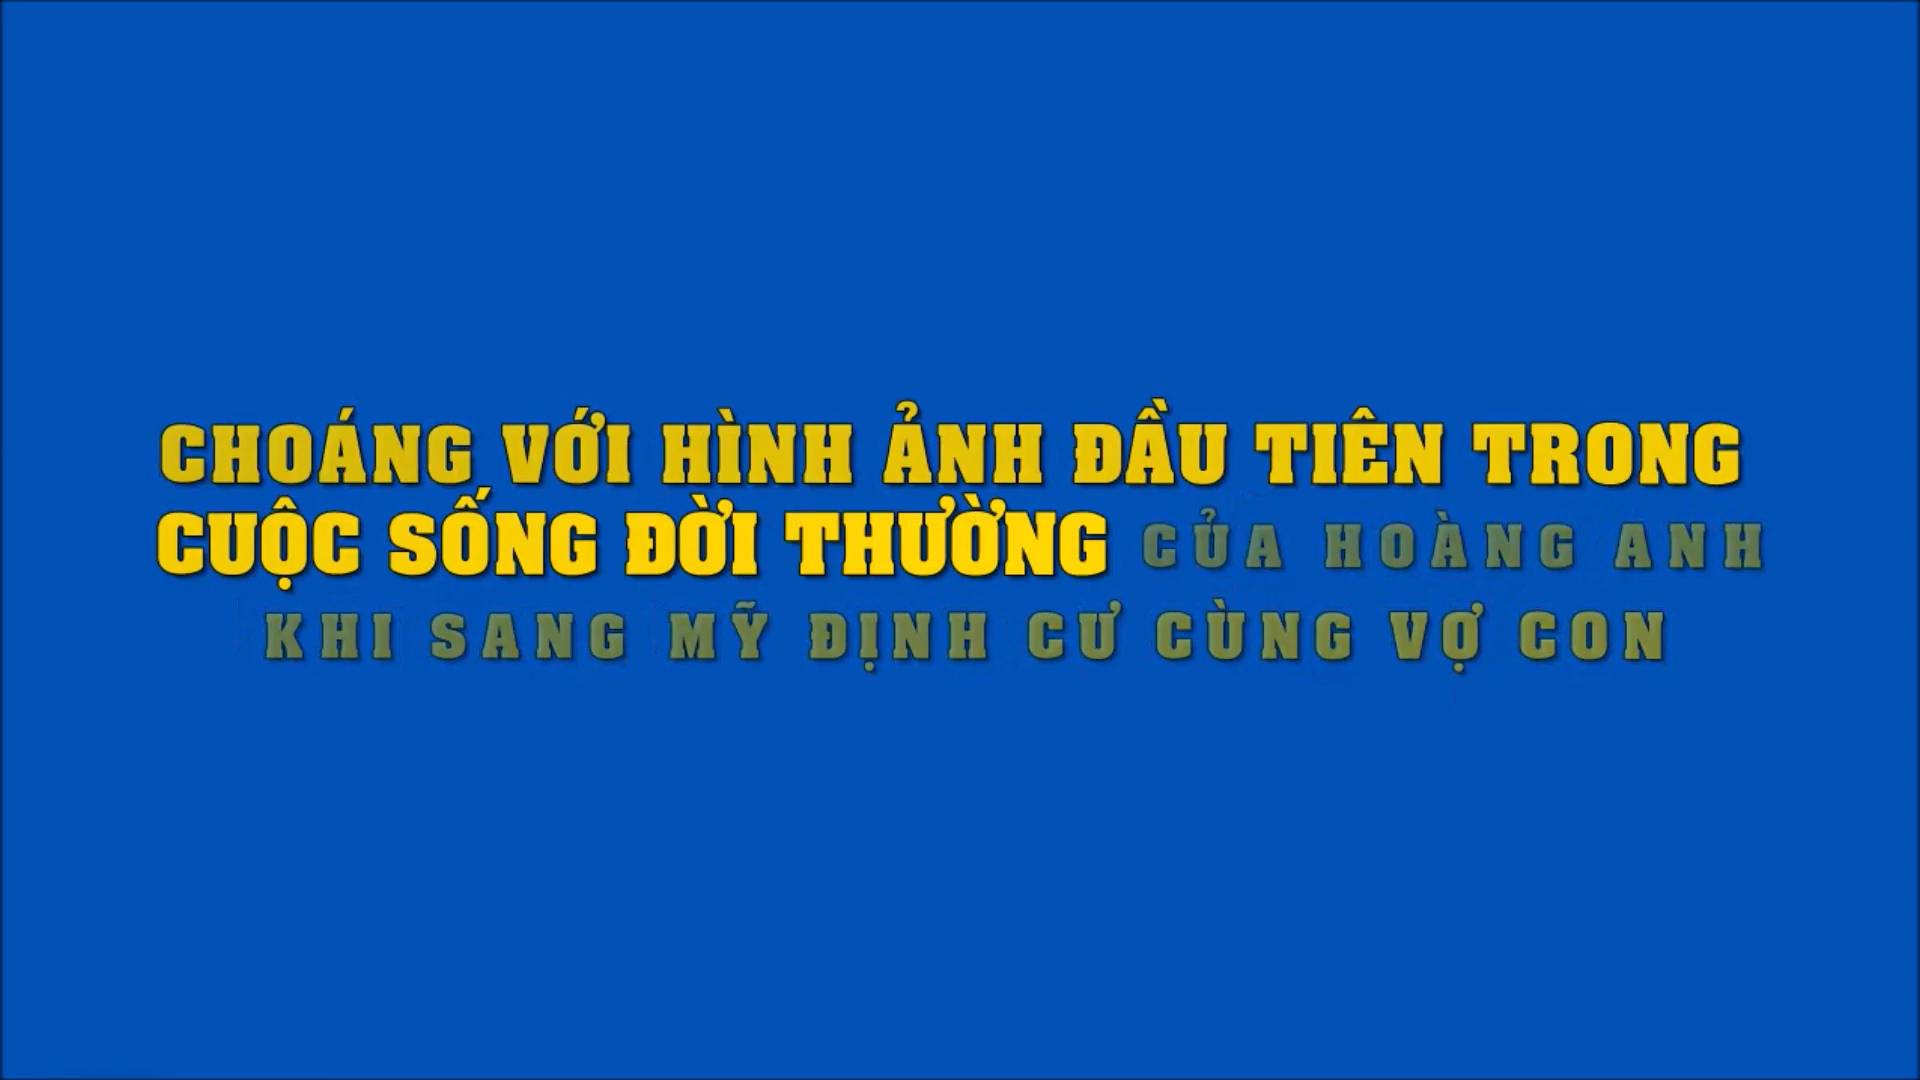 CHOÁNG VỚI HÌNH ẢNH ĐẦU TIÊN TRONG
CUỘC SỐNG ĐỜI THƯỜNG CỦA HOÀNG ANH
KHI SANG MỸ ĐỊNH CƯ CÙNG VỢ CON